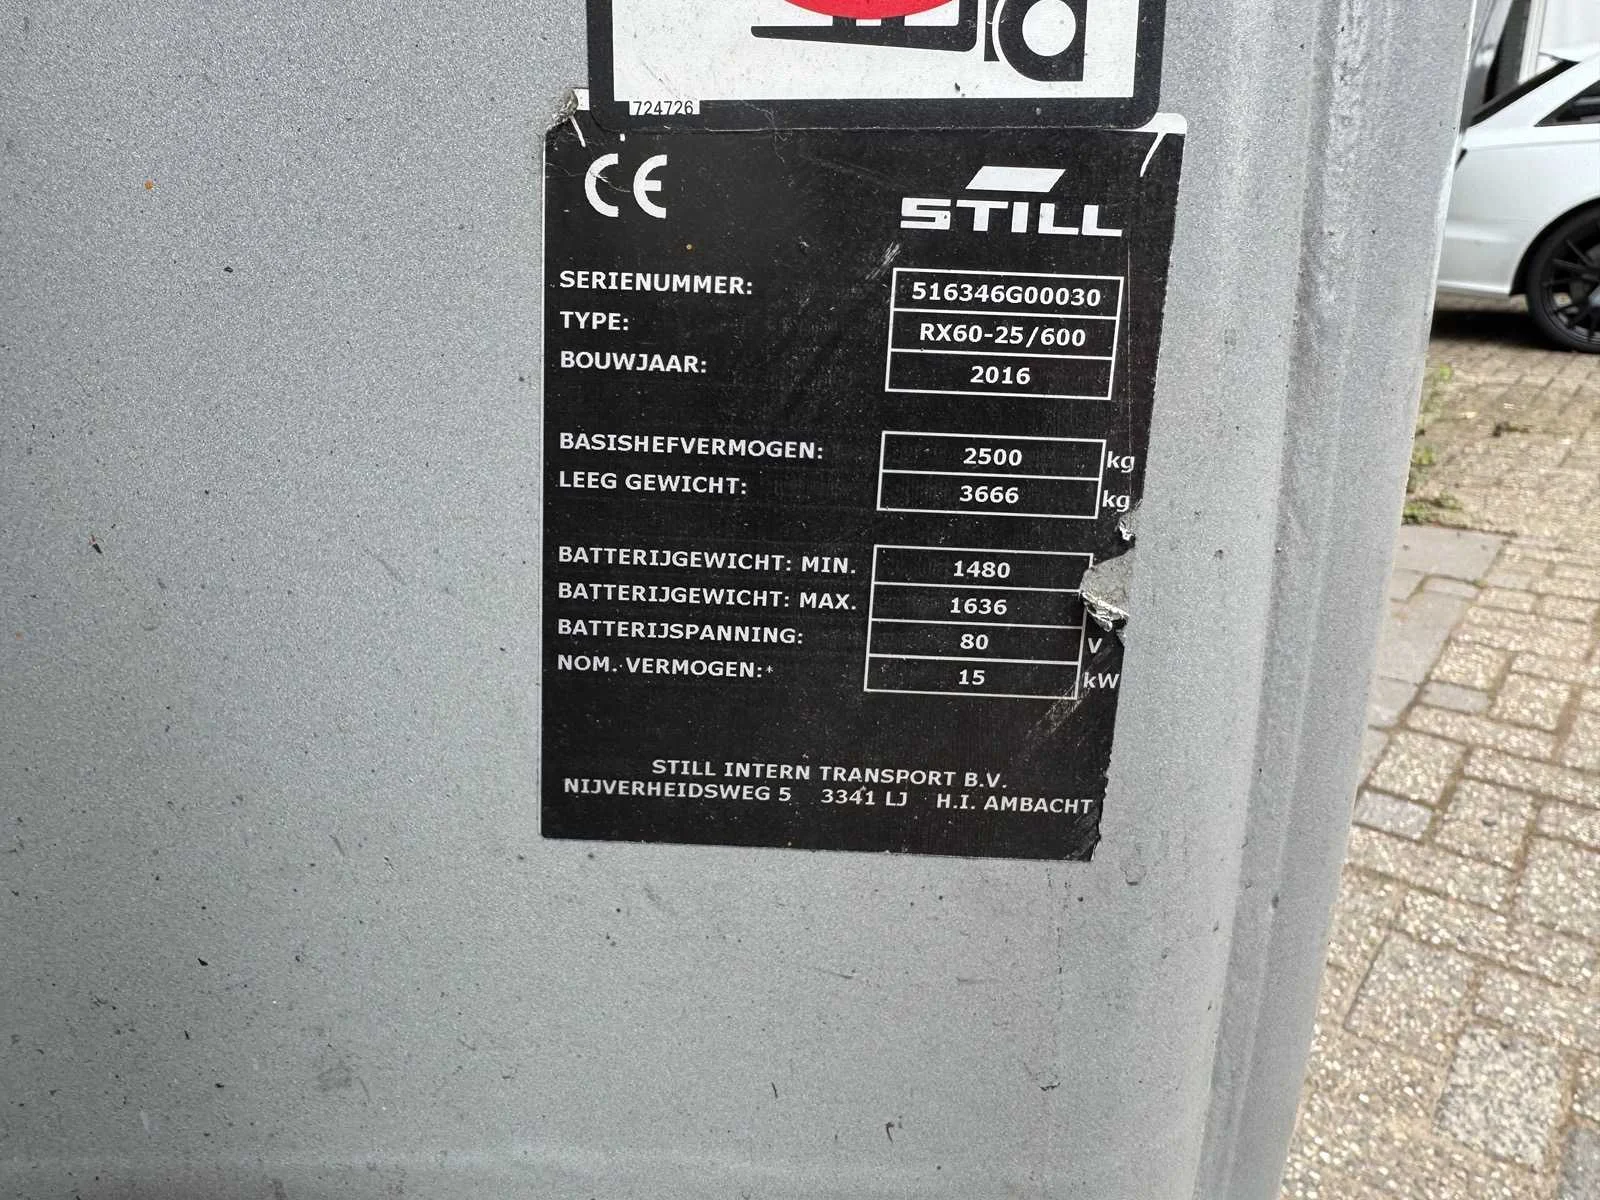 724726
CE
STILL
SERIENUMMER: 516346G00030
TYPE: RX60-25/600
BOUWJAAR: 2016
BASISHEFVERMOGEN: 2500 kg
LEEG GEWICHT: 3666 kg
BATTERIJGEWICHT: MIN. 1480
BATTERIJGEWICHT: MAX. 1636
BATTERIJSPANNING: 80 V
NOM. VERMOGEN:* 15 kW
STILL INTERN TRANSPORT B.V.
NIJVERHEIDSWEG 5 3341 LJ H.I. AMBACHT